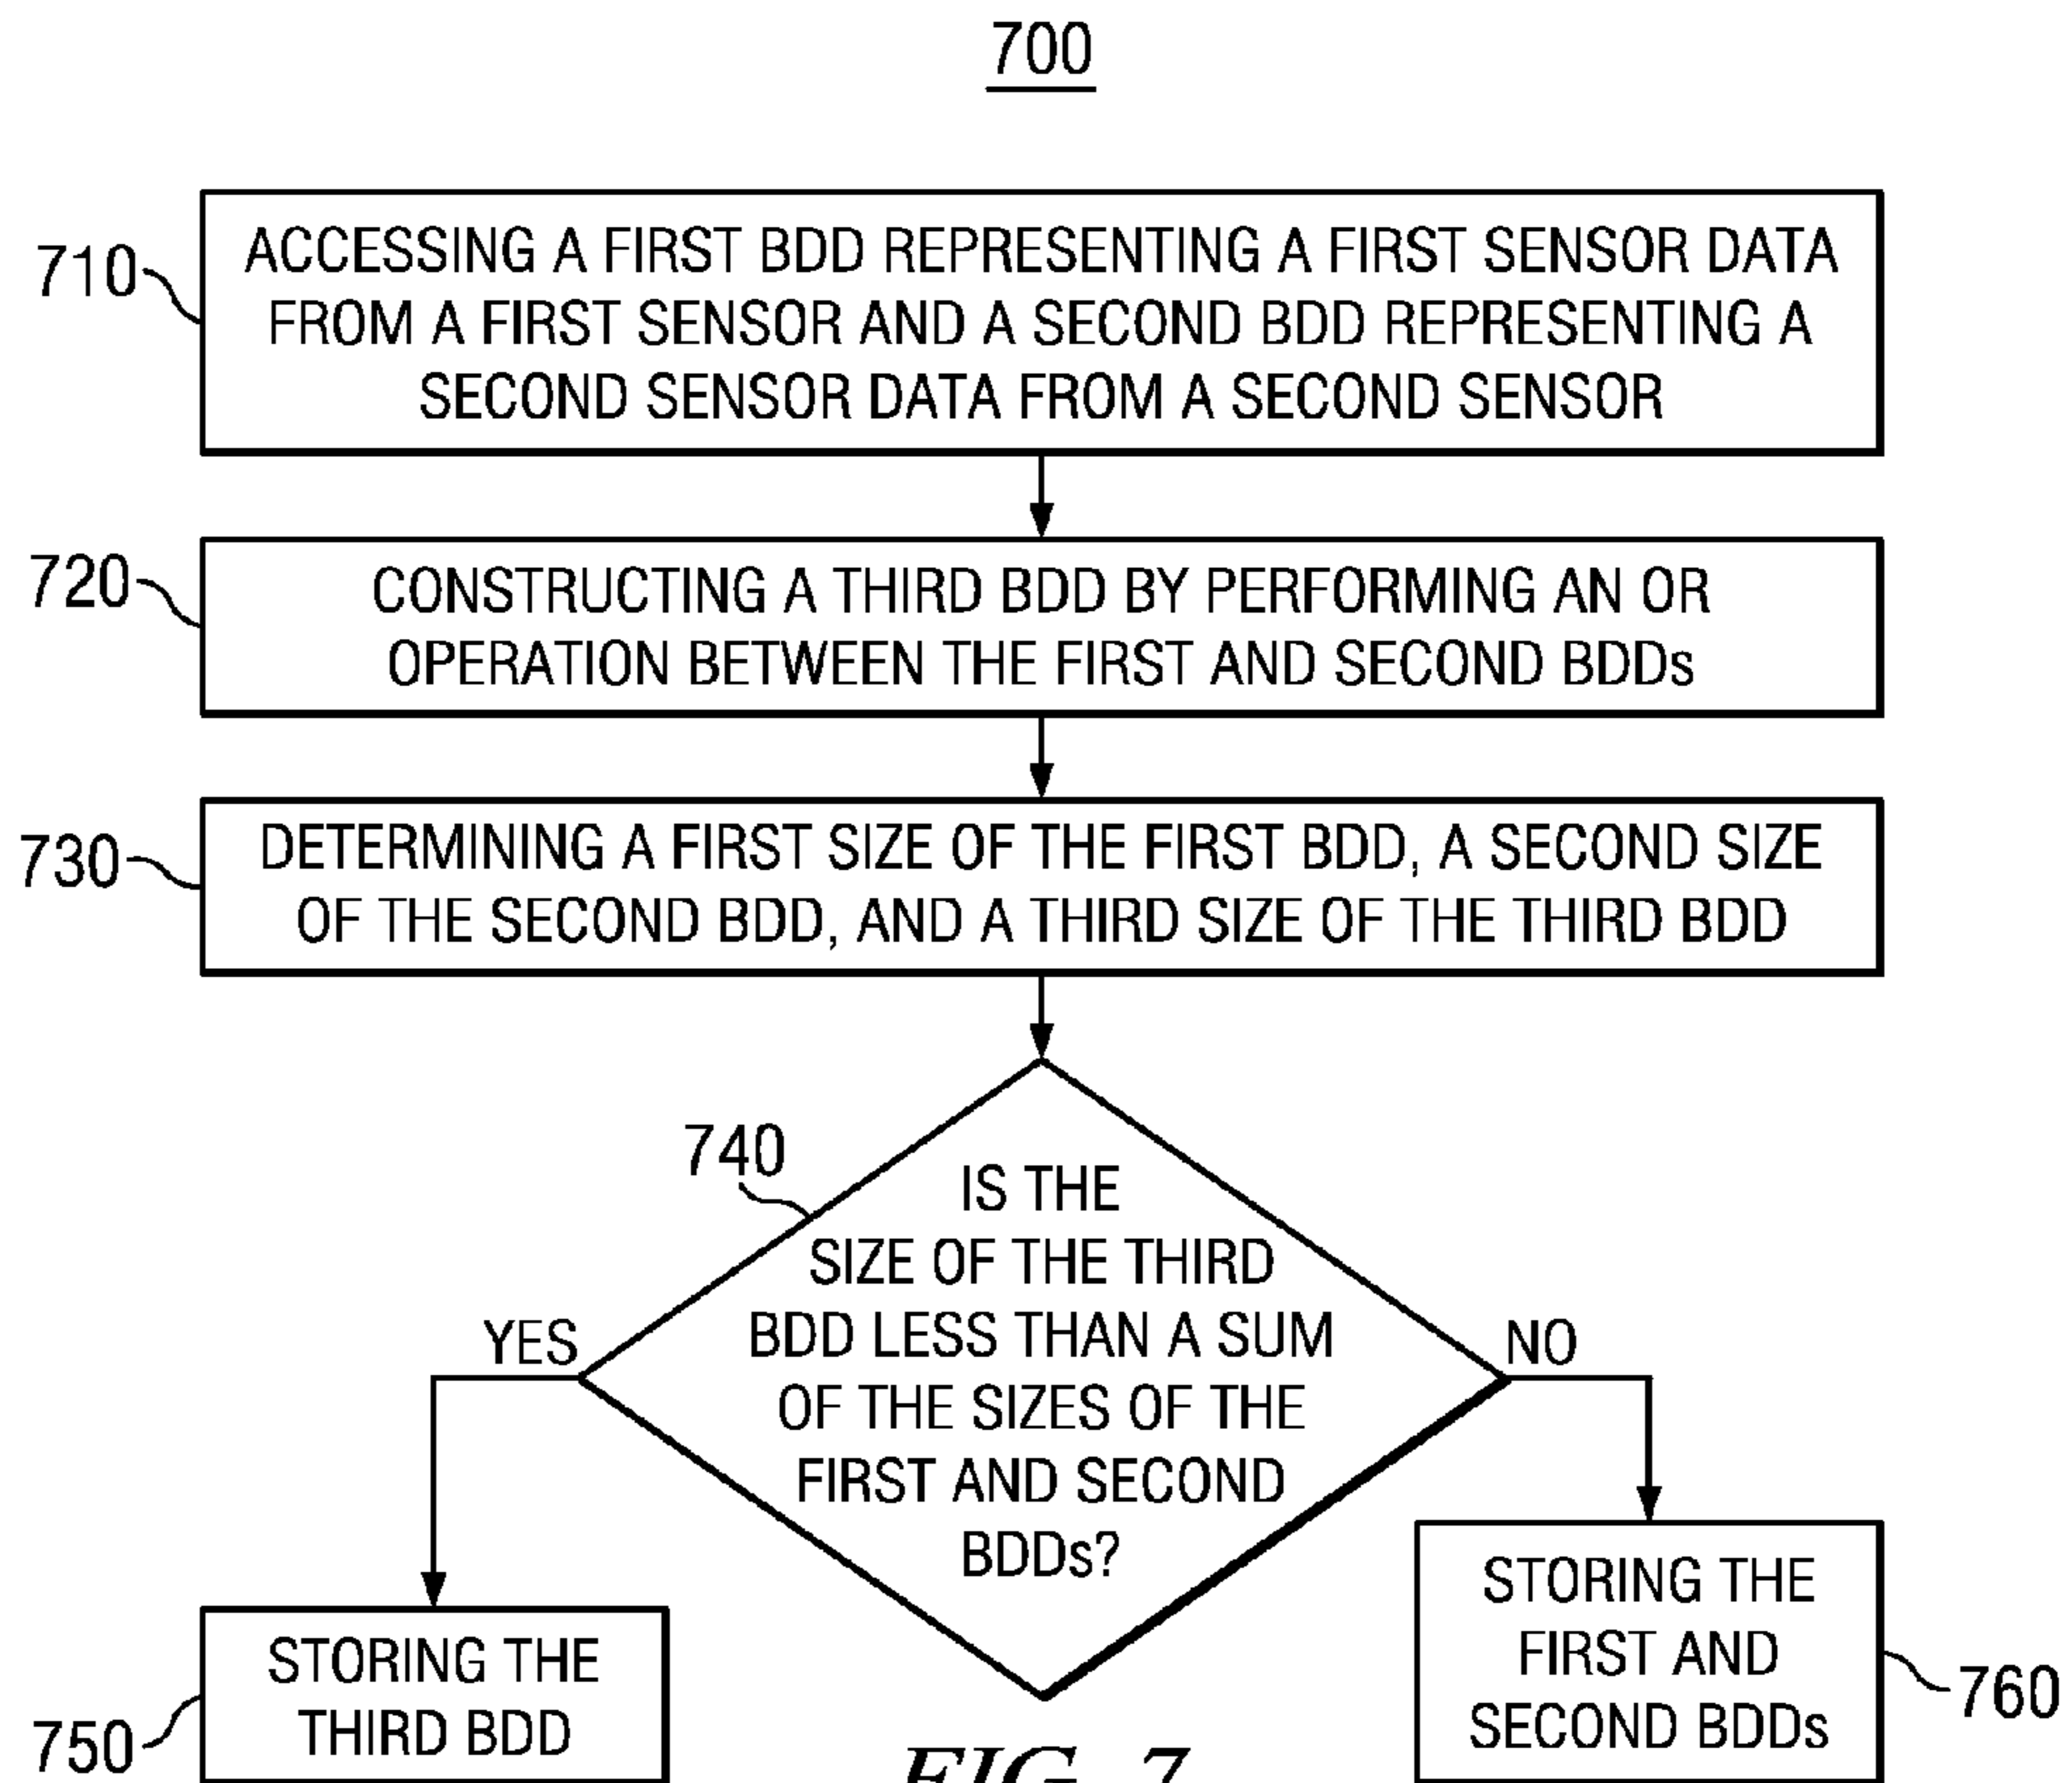 700
710
ACCESSING A FIRST BDD REPRESENTING A FIRST SENSOR DATA
FROM A FIRST SENSOR AND A SECOND BDD REPRESENTING A
SECOND SENSOR DATA FROM A SECOND SENSOR
720
CONSTRUCTING A THIRD BDD BY PERFORMING AN OR
OPERATION BETWEEN THE FIRST AND SECOND BDDs
730
DETERMINING A FIRST SIZE OF THE FIRST BDD, A SECOND SIZE
OF THE SECOND BDD, AND A THIRD SIZE OF THE THIRD BDD
740
IS THE
SIZE OF THE THIRD
BDD LESS THAN A SUM
OF THE SIZES OF THE
FIRST AND SECOND
BDDs?
YES
NO
STORING THE
THIRD BDD
750
STORING THE
FIRST AND
SECOND BDDs
760
FIG. 7